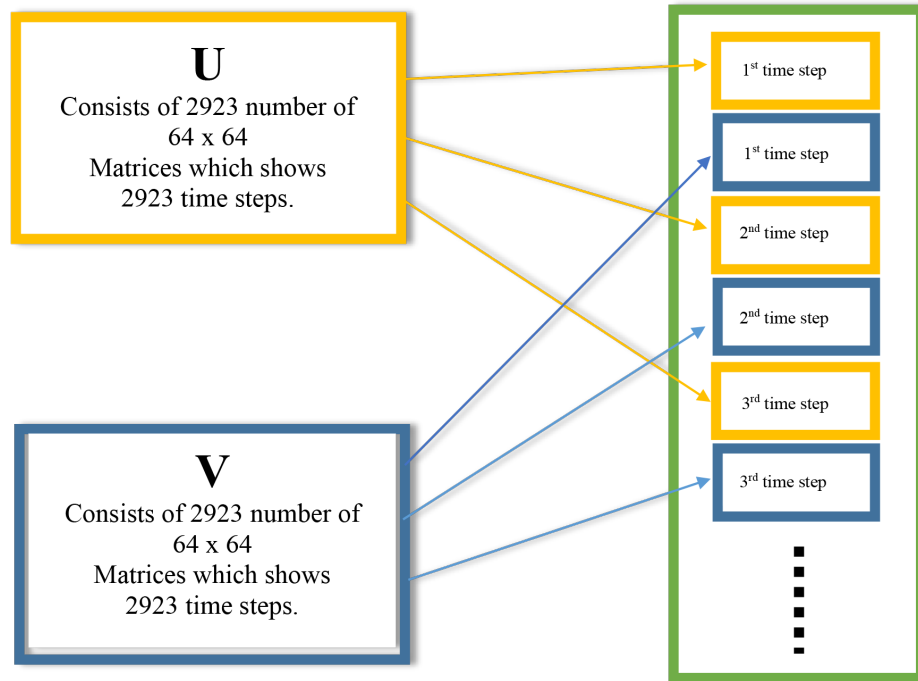 U
Consists of 2923 number of
64 x 64
Matrices which shows
2923 time steps.
V
Consists of 2923 number of
64 x 64
Matrices which shows
2923 time steps.
1st time step
1st time step
2nd time step
2nd time step
3rd time step
3rd time step